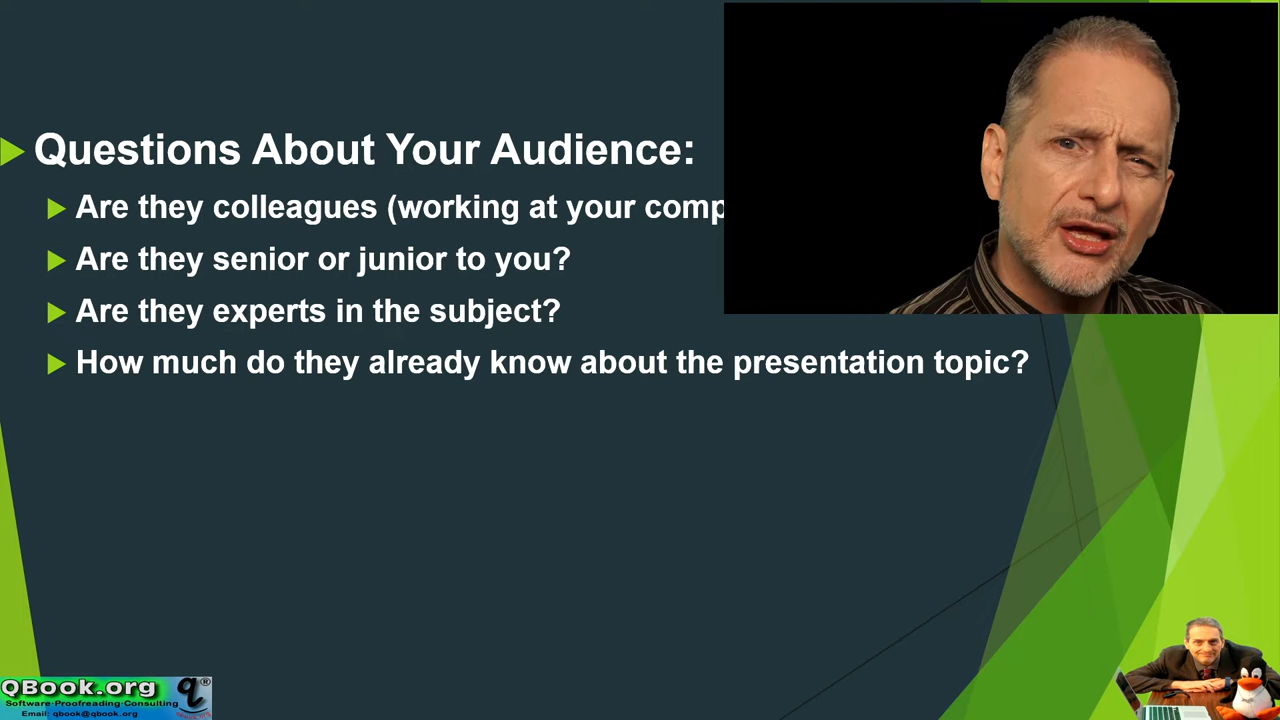 Questions About Your Audience:
Are they colleagues (working at your comp
Are they senior or junior to you?
Are they experts in the subject?
How much do they already know about the presentation topic?
QBook.org q®
Software·Proofreading·Consulting
Email: qbook@qbook.org